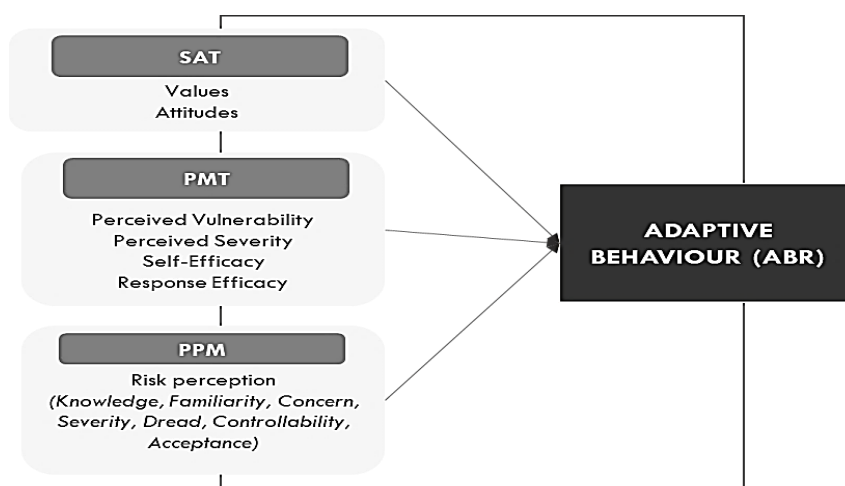 SAT
Values
Attitudes
PMT
Perceived Vulnerability
Perceived Severity
Self-Efficacy
Response Efficacy
PPM
Risk perception
(Knowledge, Familiarity, Concern,
Severity, Dread, Controllability,
Acceptance)
ADAPTIVE
BEHAVIOUR (ABR)